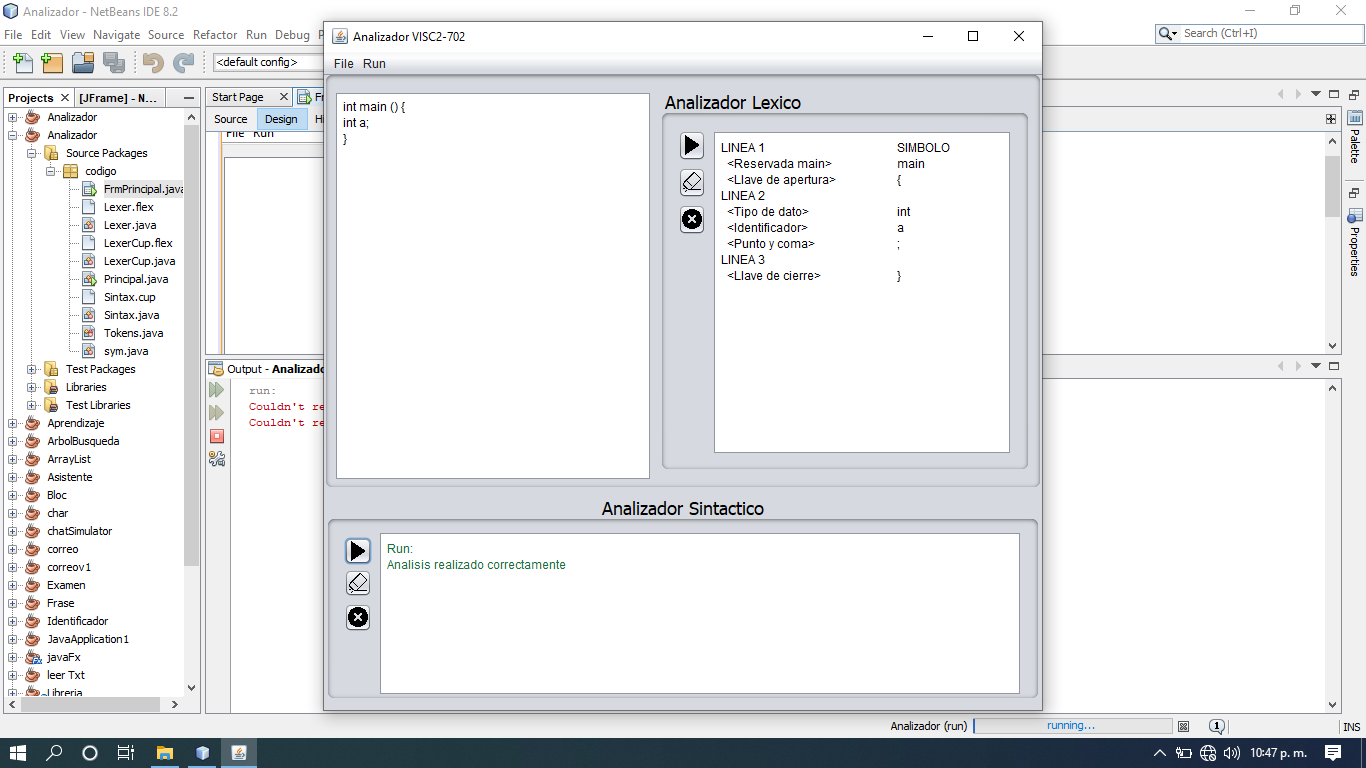 Analizador - NetBeans IDE 8.2
File Edit View Navigate Source Refactor Run Debug
Search (Ctrl+I)
<default config>
Projects
[JFrame] - N...
Analizador
Analizador
Source Packages
codigo
FrmPrincipal.java
Lexer.flex
Lexer.java
LexerCup.flex
LexerCup.java
Principal.java
Sintax.cup
Sintax.java
Tokens.java
sym.java
Test Packages
Libraries
Test Libraries
Aprendizaje
ArbolBusqueda
ArrayList
Asistente
Bloc
char
chatSimulator
correo
correov1
Examen
Frase
Identificador
JavaApplication1
javaFx
leer Txt
Libreria
Start Page
Source Design Hi
File Run
Output - Analizado
run:
Couldn't re
Couldn't re
Analizador VISC2-702
File Run
int main () {
int a;
}
Analizador Lexico
LINEA 1 SIMBOLO
<Reservada main> main
<Llave de apertura> {
LINEA 2
<Tipo de dato> int
<Identificador> a
<Punto y coma> ;
LINEA 3
<Llave de cierre> }
Analizador Sintactico
Run:
Analisis realizado correctamente
Palette
Properties
Analizador (run) running... 1 INS
10:47 p. m.